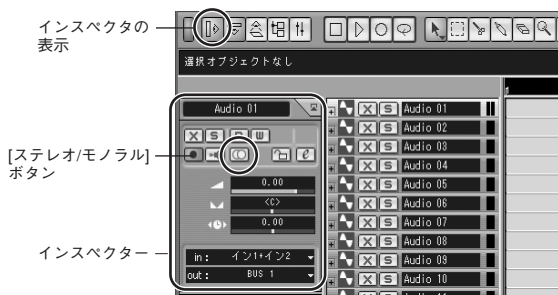 インスペクタの
表示
選択オブジェクトなし
Audio 01
X S R W
[ステレオ/モノラル]
ボタン
0.00
<C>
0.00
インスペクター
in: イン1+イン2
out: BUS 1
X S Audio 01
X S Audio 02
X S Audio 03
X S Audio 04
X S Audio 05
X S Audio 06
X S Audio 07
X S Audio 08
X S Audio 09
X S Audio 10